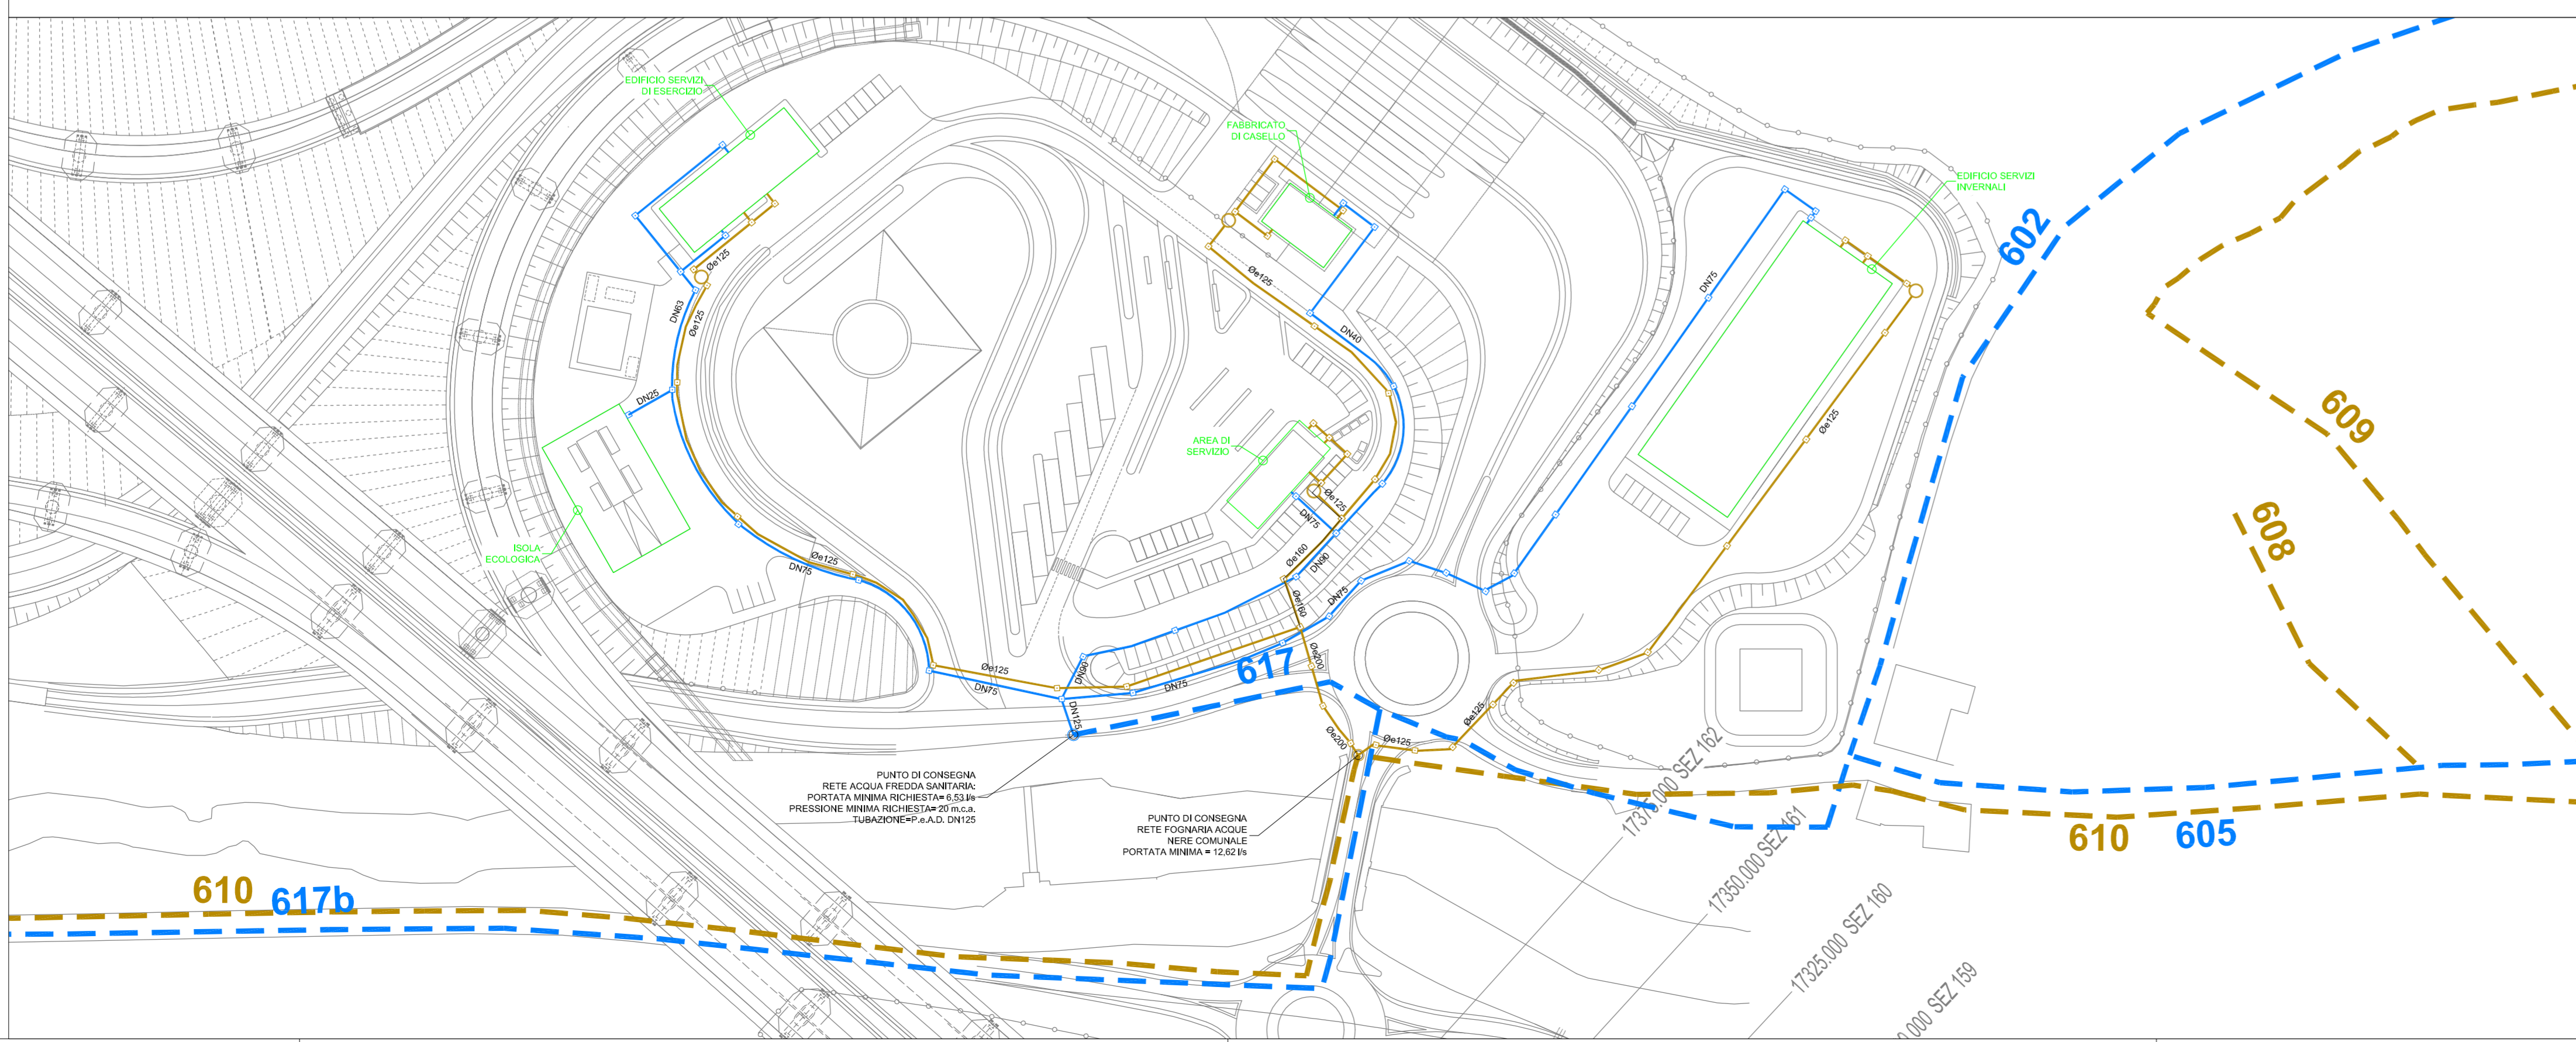 EDIFICIO SERVIZI
DI ESERCIZIO
FABBRICATO
DI CASELLO
EDIFICIO SERVIZI
INVERNALI
602
Øe125
DN63
Øe125
DN25
Øe125
DN40
DN75
Øe125
609
AREA DI
SERVIZIO
ISOLA
ECOLOGICA
Øe125
DN75
608
Øe125
DN75
Øe160
DN90
Øe160
DN75
Øe125
DN75
DN90
DN75
617
Øe200
DN125
Øe200
Øe125
Øe125
PUNTO DI CONSEGNA
RETE ACQUA FREDDA SANITARIA:
PORTATA MINIMA RICHIESTA= 6,53 l/s
PRESSIONE MINIMA RICHIESTA= 20 m.c.a.
TUBAZIONE=P.e.A.D. DN125
PUNTO DI CONSEGNA
RETE FOGNARIA ACQUE
NERE COMUNALE
PORTATA MINIMA = 12,62 l/s
17375.000 SEZ 162
17350.000 SEZ 161
17325.000 SEZ 160
0.000 SEZ 159
610
605
610
617b